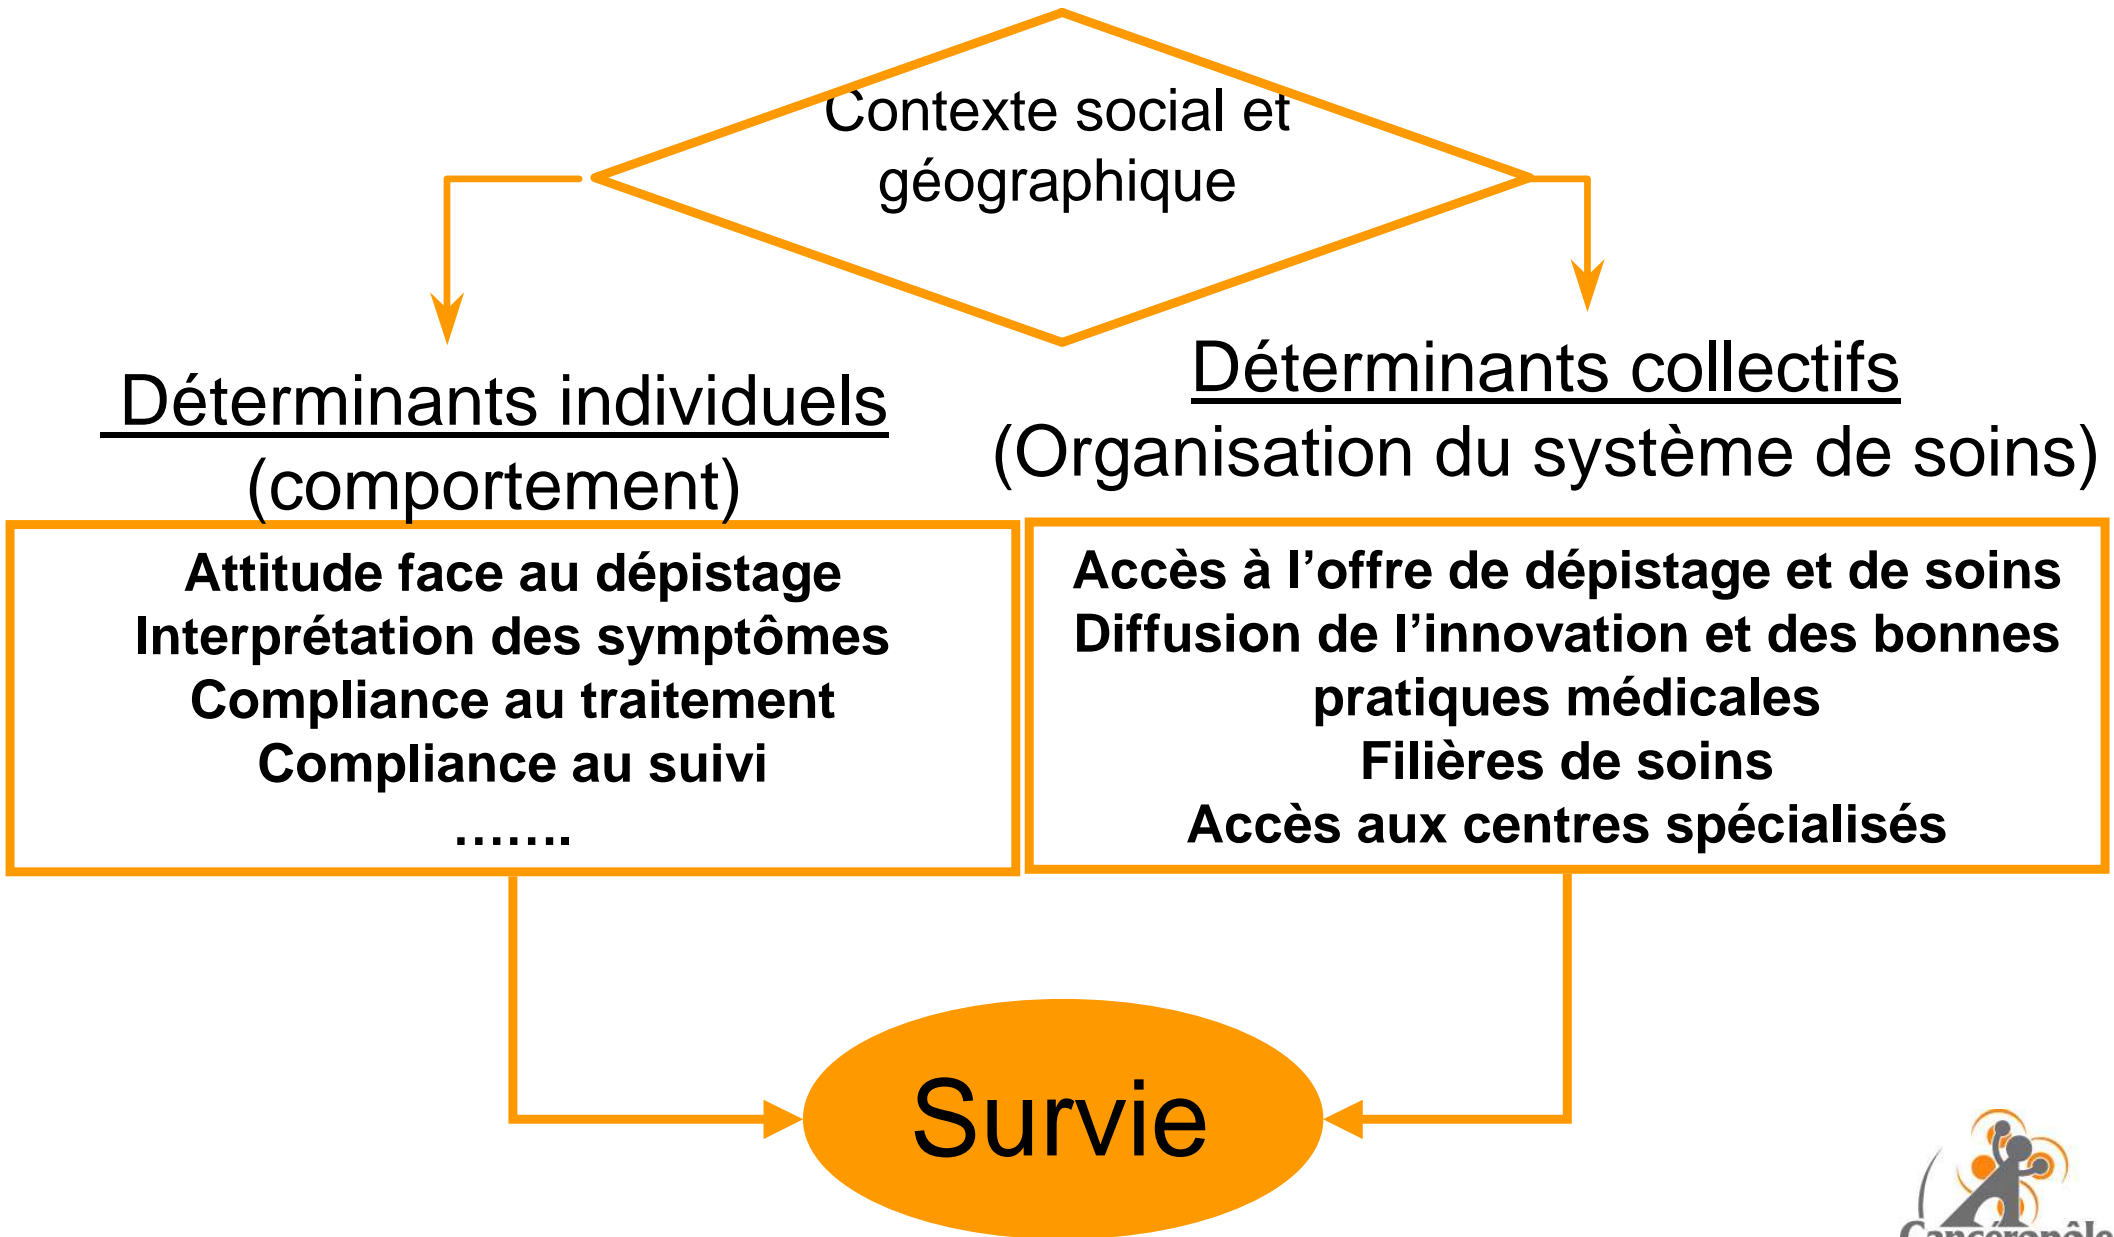 Contexte social et
géographique
Déterminants individuels
(comportement)
Déterminants collectifs
(Organisation du système de soins)
Attitude face au dépistage
Interprétation des symptômes
Compliance au traitement
Compliance au suivi
…….
Accès à l’offre de dépistage et de soins
Diffusion de l’innovation et des bonnes
pratiques médicales
Filières de soins
Accès aux centres spécialisés
Survie
Cancéropôle